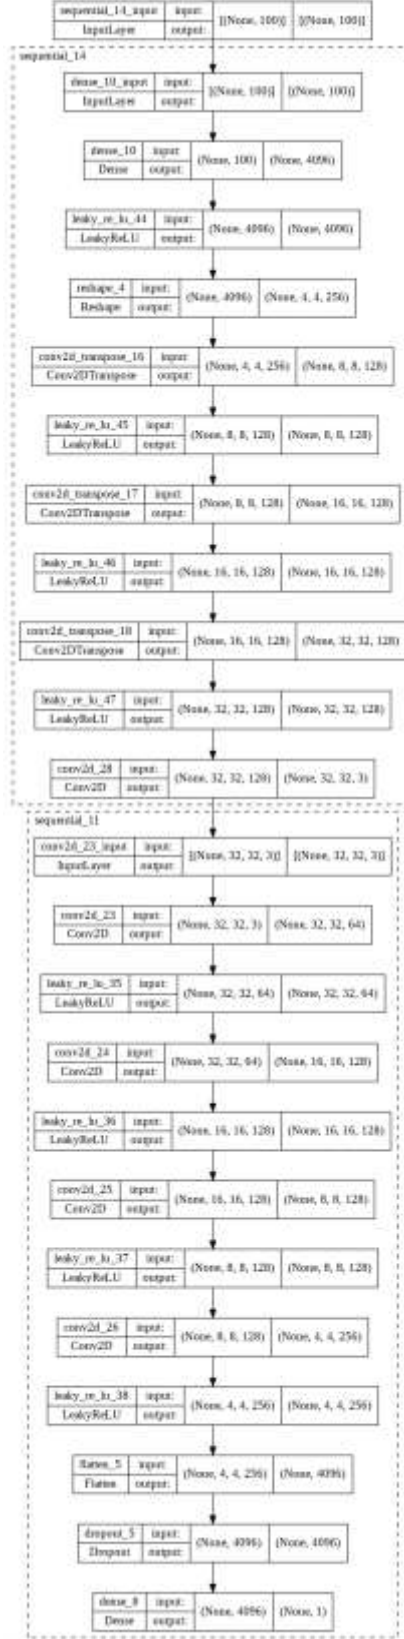 sequential_14_input input: [(None, 100)] [(None, 100)]
InputLayer output:
sequential_14
dense_10_input input: [(None, 100)] [(None, 100)]
InputLayer output:
dense_10 input: (None, 100) (None, 4096)
Dense output:
leaky_re_lu_44 input: (None, 4096) (None, 4096)
LeakyReLU output:
reshape_4 input: (None, 4096) (None, 4, 4, 256)
Reshape output:
conv2d_transpose_16 input: (None, 4, 4, 256) (None, 8, 8, 128)
Conv2DTranspose output:
leaky_re_lu_45 input: (None, 8, 8, 128) (None, 8, 8, 128)
LeakyReLU output:
conv2d_transpose_17 input: (None, 8, 8, 128) (None, 16, 16, 128)
Conv2DTranspose output:
leaky_re_lu_46 input: (None, 16, 16, 128) (None, 16, 16, 128)
LeakyReLU output:
conv2d_transpose_18 input: (None, 16, 16, 128) (None, 32, 32, 128)
Conv2DTranspose output:
leaky_re_lu_47 input: (None, 32, 32, 128) (None, 32, 32, 128)
LeakyReLU output:
conv2d_28 input: (None, 32, 32, 128) (None, 32, 32, 3)
Conv2D output:
sequential_11
conv2d_23_input input: [(None, 32, 32, 3)] [(None, 32, 32, 3)]
InputLayer output:
conv2d_23 input: (None, 32, 32, 3) (None, 32, 32, 64)
Conv2D output:
leaky_re_lu_35 input: (None, 32, 32, 64) (None, 32, 32, 64)
LeakyReLU output:
conv2d_24 input: (None, 32, 32, 64) (None, 16, 16, 128)
Conv2D output:
leaky_re_lu_36 input: (None, 16, 16, 128) (None, 16, 16, 128)
LeakyReLU output:
conv2d_25 input: (None, 16, 16, 128) (None, 8, 8, 128)
Conv2D output:
leaky_re_lu_37 input: (None, 8, 8, 128) (None, 8, 8, 128)
LeakyReLU output:
conv2d_26 input: (None, 8, 8, 128) (None, 4, 4, 256)
Conv2D output:
leaky_re_lu_38 input: (None, 4, 4, 256) (None, 4, 4, 256)
LeakyReLU output:
flatten_5 input: (None, 4, 4, 256) (None, 4096)
Flatten output:
dropout_5 input: (None, 4096) (None, 4096)
Dropout output:
dense_8 input: (None, 4096) (None, 1)
Dense output: